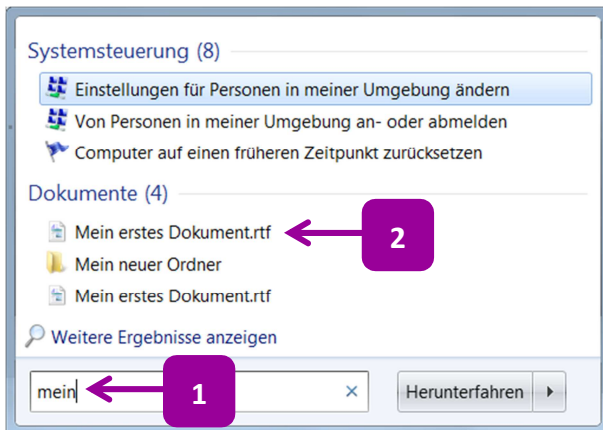 Systemsteuerung (8)
Einstellungen für Personen in meiner Umgebung ändern
Von Personen in meiner Umgebung an- oder abmelden
Computer auf einen früheren Zeitpunkt zurücksetzen
Dokumente (4)
Mein erstes Dokument.rtf
2
Mein neuer Ordner
Mein erstes Dokument.rtf
Weitere Ergebnisse anzeigen
mein 1 Herunterfahren